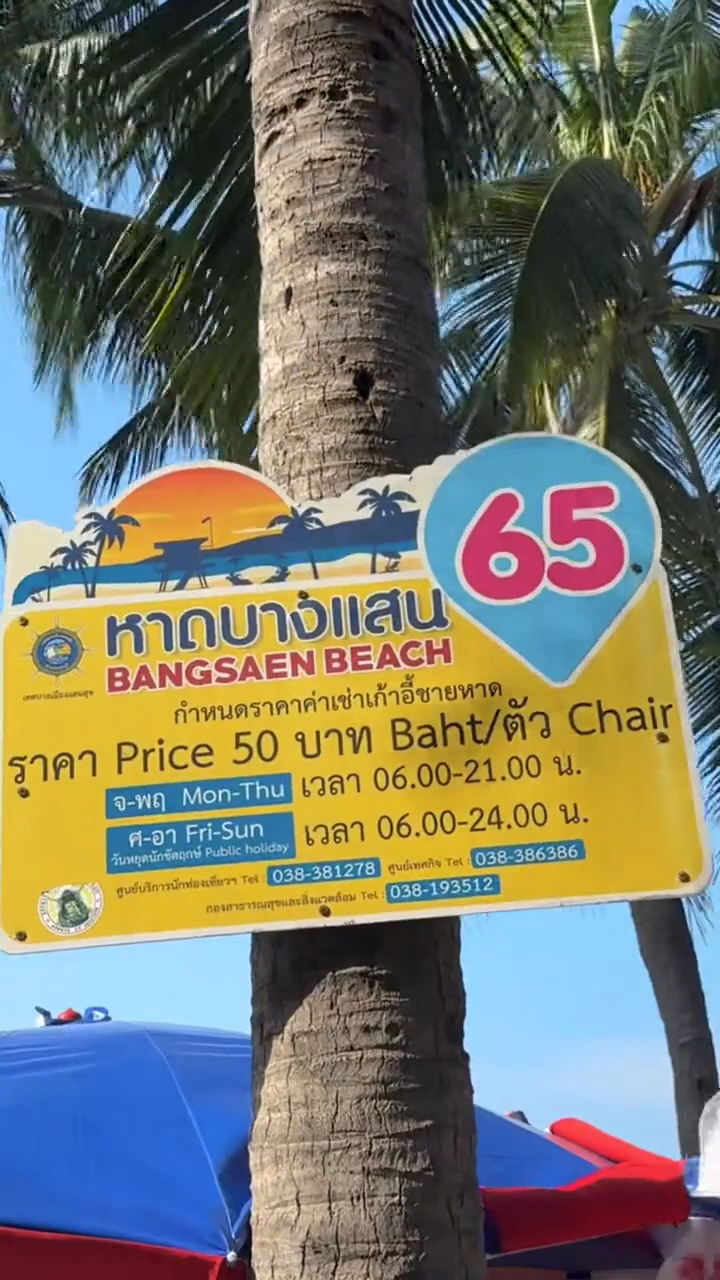 65
หาดบางแสน
BANGSAEN BEACH
เทศบาลเมืองแสนสุข
กำหนดราคาค่าเช่าเก้าอี้ชายหาด
ราคา Price 50 บาท Baht/ตัว Chair
จ-พฤ Mon-Thu เวลา 06.00-21.00 น.
ศ-อา Fri-Sun เวลา 06.00-24.00 น.
วันหยุดนักขัตฤกษ์ Public holiday
ศูนย์บริการนักท่องเที่ยวฯ Tel : 038-381278 ศูนย์เทศกิจ Tel : 038-386386
กองสาธารณสุขและสิ่งแวดล้อม Tel : 038-193512